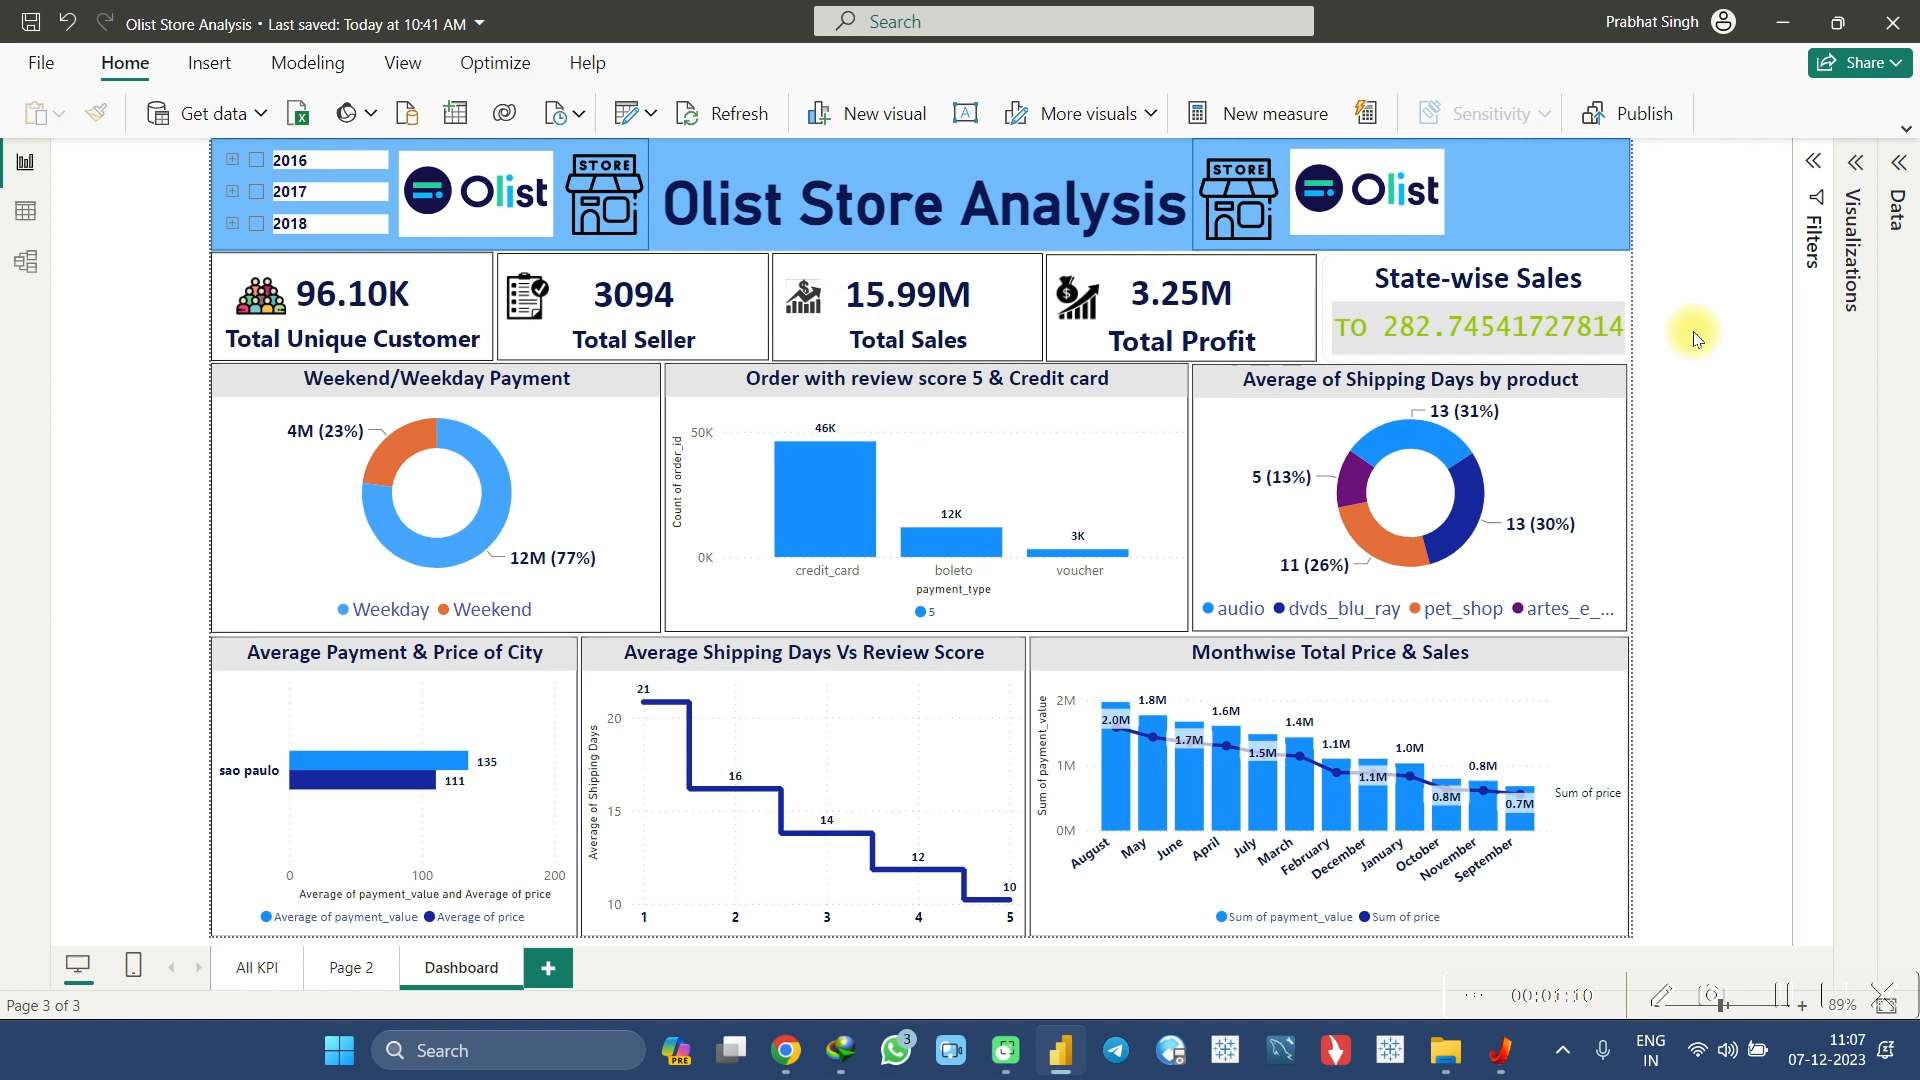 Olist Store Analysis • Last saved: Today at 10:41 AM
Search
Prabhat Singh
File
Home
Insert
Modeling
View
Optimize
Help
Share
Get data
Refresh
New visual
More visuals
New measure
Sensitivity
Publish
2016
2017
2018
Olist
STORE
Olist Store Analysis
STORE
Olist
96.10K
Total Unique Customer
3094
Total Seller
15.99M
Total Sales
3.25M
Total Profit
State-wise Sales
TO 282.74541727814
Filters
Visualizations
Data
Weekend/Weekday Payment
4M (23%)
12M (77%)
Weekday
Weekend
Order with review score 5 & Credit card
Count of order_id
50K
0K
46K
12K
3K
credit_card
boleto
voucher
payment_type
5
Average of Shipping Days by product
13 (31%)
5 (13%)
13 (30%)
11 (26%)
audio
dvds_blu_ray
pet_shop
artes_e_...
Average Payment & Price of City
sao paulo
135
111
0
100
200
Average of payment_value and Average of price
Average of payment_value
Average of price
Average Shipping Days Vs Review Score
Average of Shipping Days
20
15
10
21
16
14
12
10
1
2
3
4
5
Monthwise Total Price & Sales
Sum of payment_value
2M
1M
0M
2.0M
1.8M
1.7M
1.6M
1.5M
1.4M
1.1M
1.1M
1.0M
0.8M
0.8M
0.7M
Sum of price
August
May
June
April
July
March
February
December
January
October
November
September
Sum of payment_value
Sum of price
All KPI
Page 2
Dashboard
Page 3 of 3
00:01:10
89%
Search
PRE
3
ENG
IN
11:07
07-12-2023